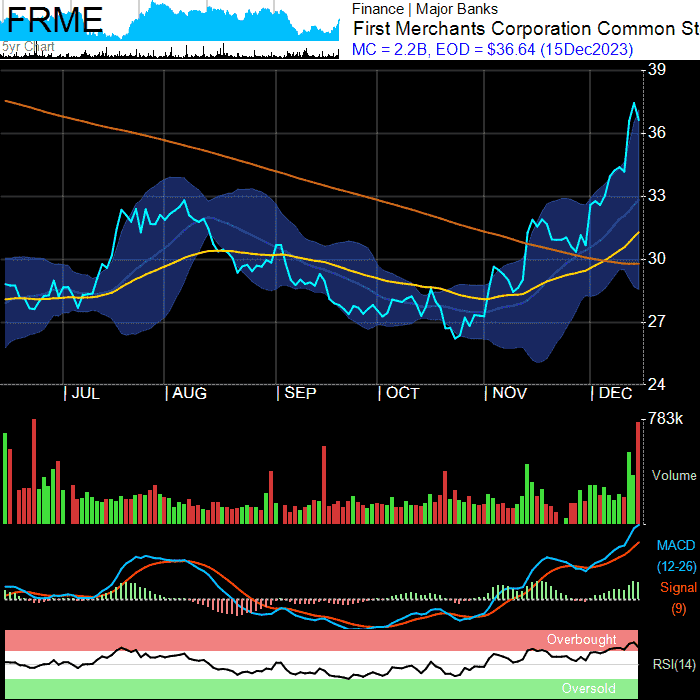 FRME
5yr Chart
Finance | Major Banks
First Merchants Corporation Common St
MC = 2.2B, EOD = $36.64 (15Dec2023)
39
36
33
30
27
24
| JUL | AUG | SEP | OCT | NOV | DEC
783k
Volume
MACD
(12-26)
Signal
(9)
Overbought
RSI(14)
Oversold